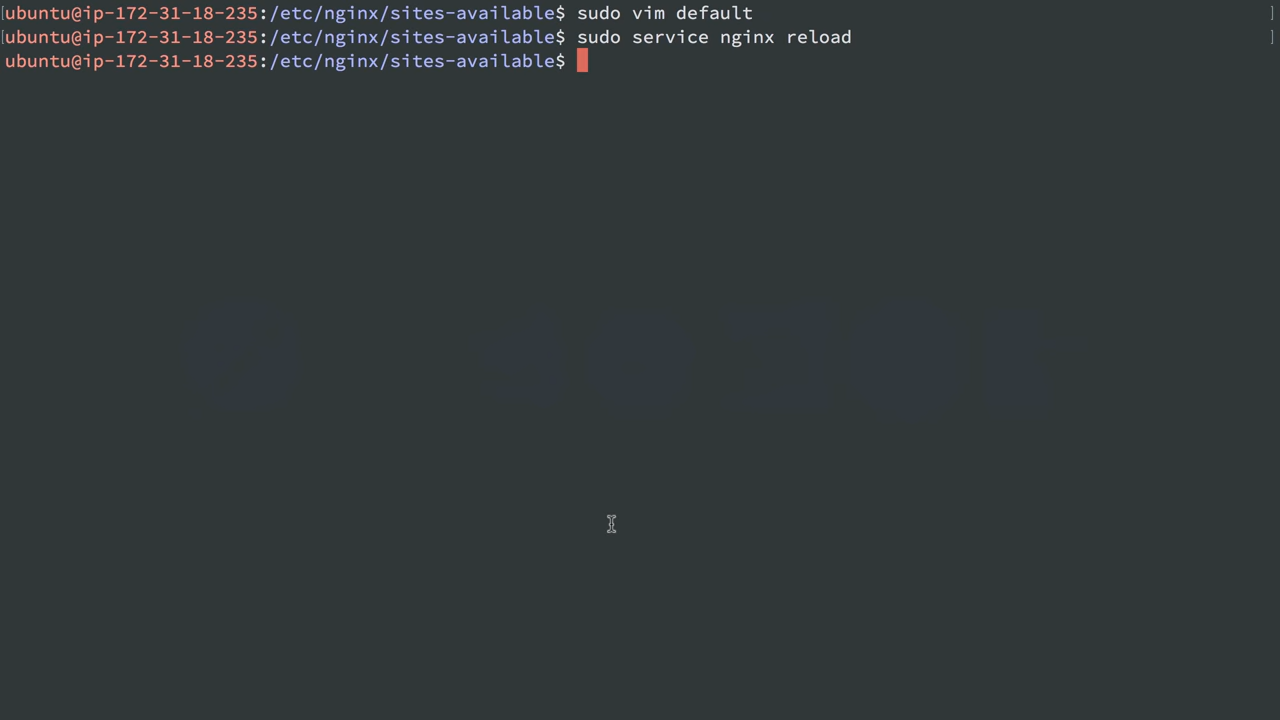 [ubuntu@ip-172-31-18-235:/etc/nginx/sites-available$ sudo vim default ]
[ubuntu@ip-172-31-18-235:/etc/nginx/sites-available$ sudo service nginx reload ]
ubuntu@ip-172-31-18-235:/etc/nginx/sites-available$